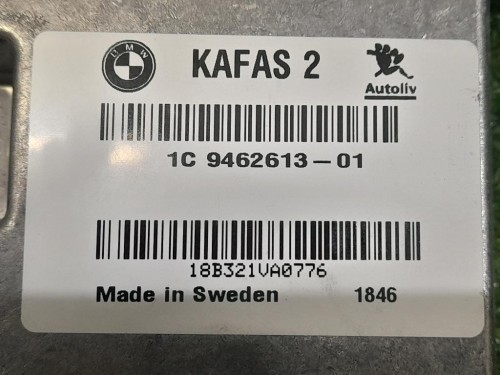 BMW
KAFAS 2
Autoliv
1C 9462613-01
18B321VA0776
Made in Sweden 1846